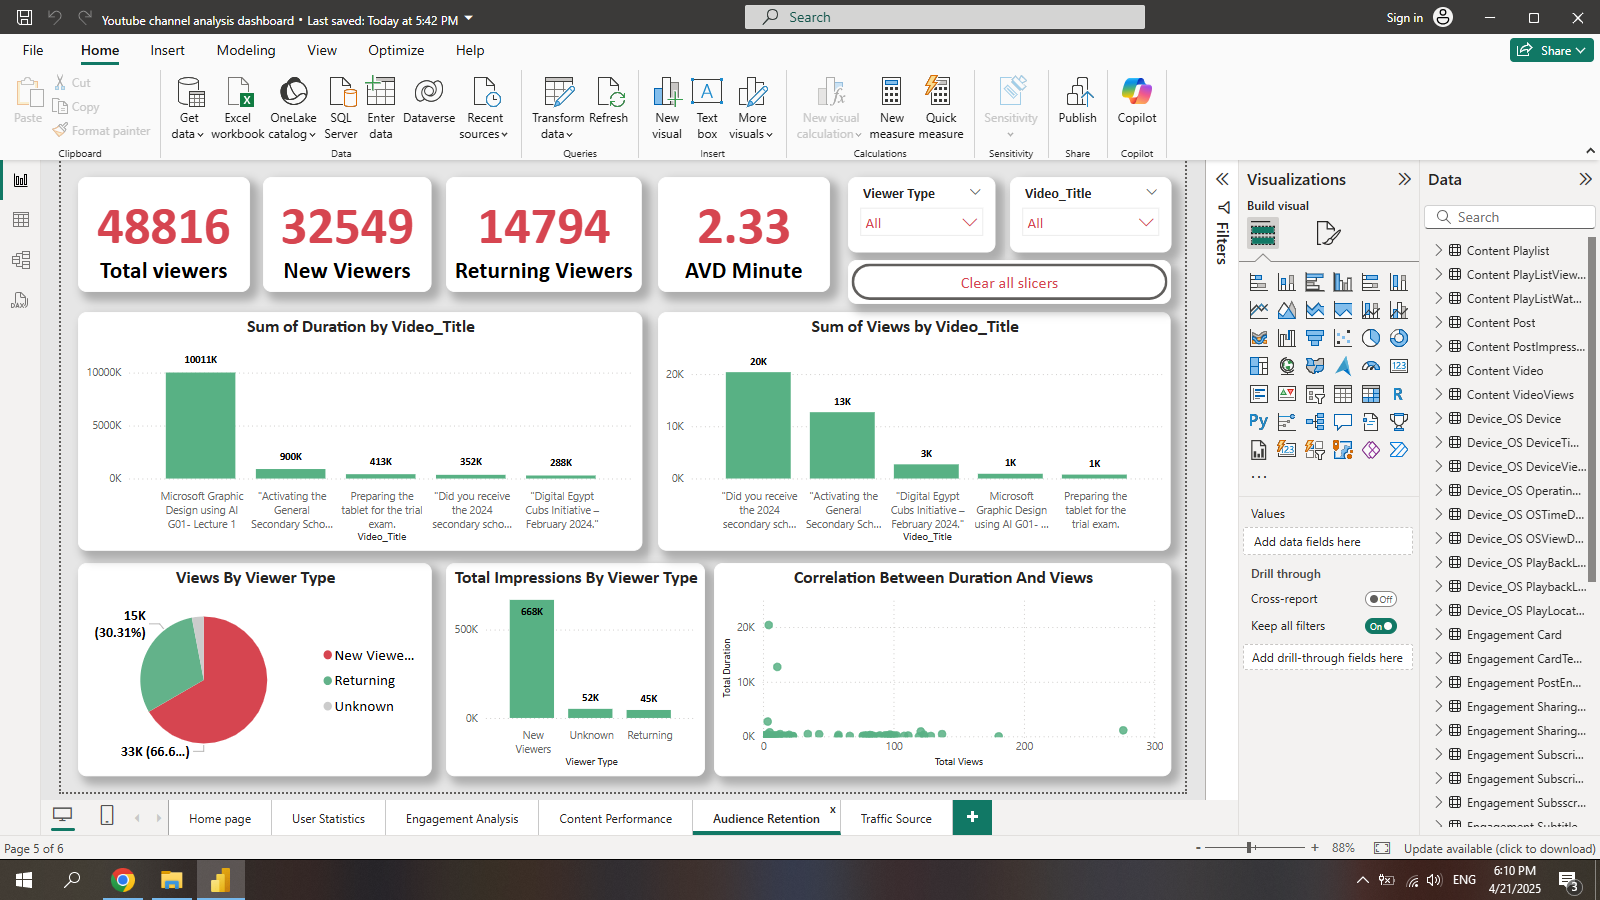 Youtube channel analysis dashboard • Last saved: Today at 5:42 PM
Search
Sign in
File
Home
Insert
Modeling
View
Optimize
Help
Share
Paste
Cut
Copy
Format painter
Clipboard
Get data
Excel workbook
OneLake catalog
SQL Server
Enter data
Dataverse
Recent sources
Data
Transform data
Refresh
Queries
New visual
Text box
More visuals
Insert
New visual calculation
New measure
Quick measure
Calculations
Sensitivity
Sensitivity
Publish
Share
Copilot
Copilot
48816
Total viewers
32549
New Viewers
14794
Returning Viewers
2.33
AVD Minute
Viewer Type
All
Video_Title
All
Clear all slicers
Sum of Duration by Video_Title
10000K
5000K
0K
10011K
900K
413K
352K
288K
Microsoft Graphic Design using AI G01- Lecture 1
"Activating the General Secondary Scho...
Preparing the tablet for the trial exam.
"Did you receive the 2024 secondary scho...
"Digital Egypt Cubs Initiative – February 2024."
Video_Title
Sum of Views by Video_Title
20K
10K
0K
20K
13K
3K
1K
1K
"Did you receive the 2024 secondary sch...
"Activating the General Secondary Sch...
"Digital Egypt Cubs Initiative – February 2024."
Microsoft Graphic Design using AI G01- ...
Preparing the tablet for the trial exam.
Video_Title
Views By Viewer Type
15K (30.31%)
33K (66.6...)
New Viewe...
Returning
Unknown
Total Impressions By Viewer Type
500K
0K
668K
52K
45K
New Viewers
Unknown
Returning
Viewer Type
Correlation Between Duration And Views
Total Duration
20K
10K
0K
0
100
200
300
Total Views
Filters
Visualizations
Build visual
123
R
Py
...
Values
Add data fields here
Drill through
Cross-report
Off
Keep all filters
On
Add drill-through fields here
Data
Search
Content Playlist
Content PlayListView...
Content PlayListWat...
Content Post
Content PostImpress...
Content Video
Content VideoViews
Device_OS Device
Device_OS DeviceTi...
Device_OS DeviceVie...
Device_OS Operatin...
Device_OS OSTimeD...
Device_OS OSViewD...
Device_OS PlayBackL...
Device_OS PlaybackL...
Device_OS PlayLocat...
Engagement Card
Engagement CardTe...
Engagement PostEn...
Engagement Sharing...
Engagement Sharing...
Engagement Subscri...
Engagement Subscri...
Engagement Subsscr...
Engagement Subtitle
DAX
Home page
User Statistics
Engagement Analysis
Content Performance
Audience Retention
x
Traffic Source
+
Page 5 of 6
- + 88%
Update available (click to download)
ENG
6:10 PM
4/21/2025
3